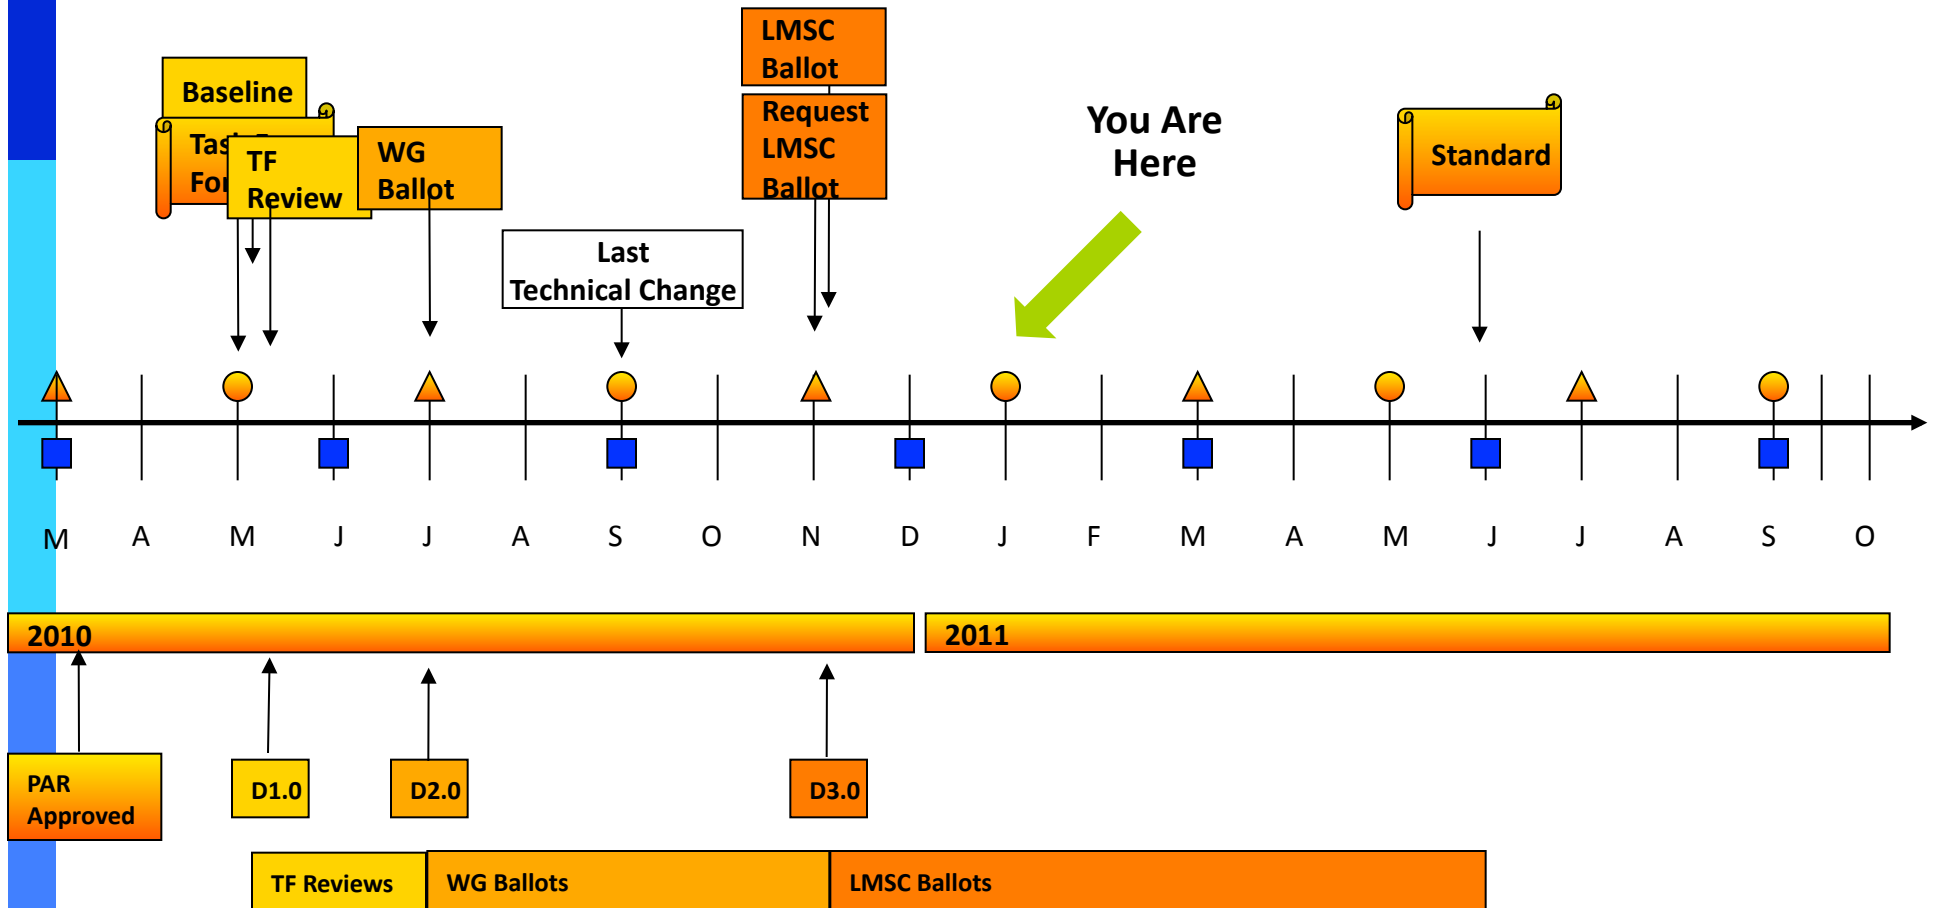 LMSC
Ballot
Baseline
Request
LMSC
Ballot
You Are
Here
TF
Review
WG
Ballot
Standard
Last
Technical Change
M A M J J A S O N D J F M A M J J A S O
2010
2011
PAR
Approved
D1.0
D2.0
D3.0
TF Reviews
WG Ballots
LMSC Ballots